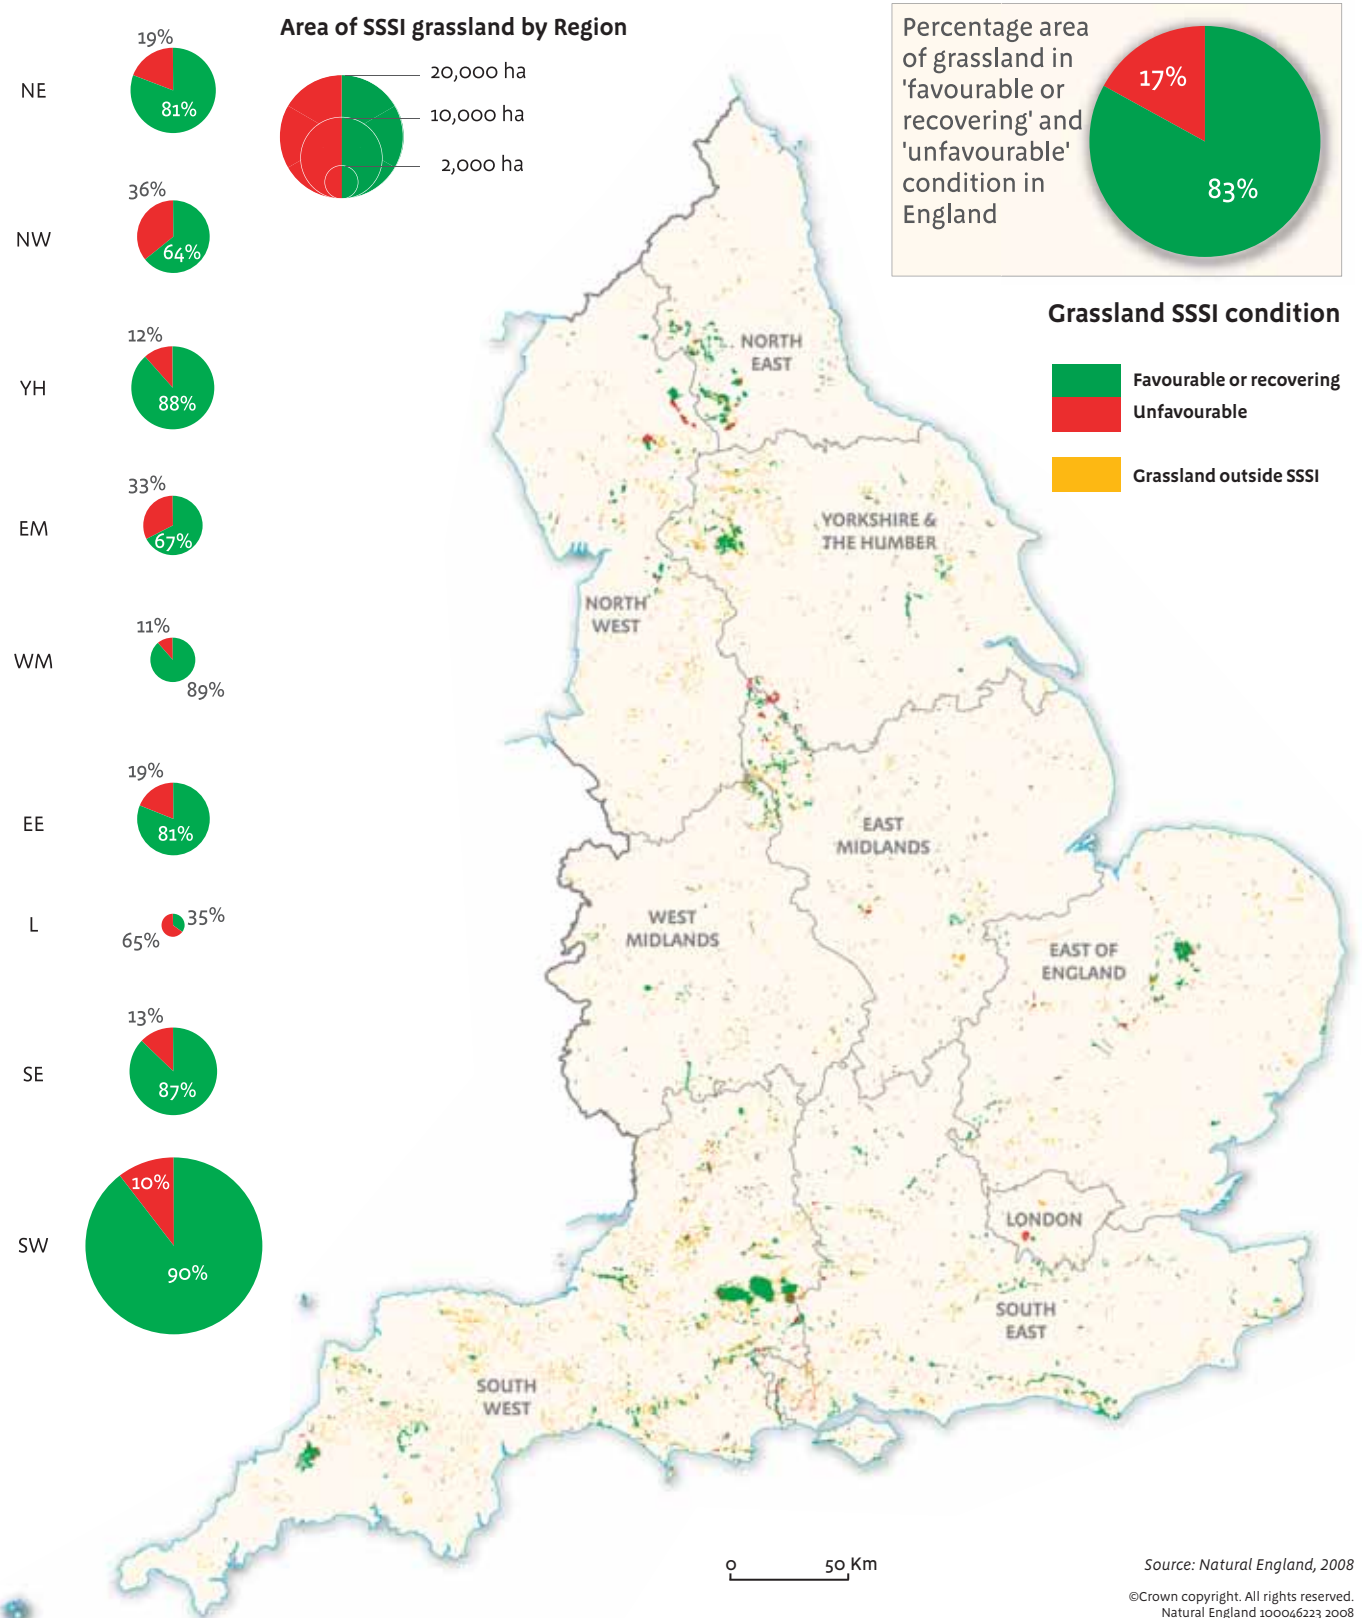 Area of SSSI grassland by Region
20,000 ha
10,000 ha
2,000 ha
NE
19%
81%
NW
36%
64%
YH
12%
88%
EM
33%
67%
WM
11%
89%
EE
19%
81%
L
35%
65%
SE
13%
87%
SW
10%
90%
Percentage area
of grassland in
'favourable or
recovering' and
'unfavourable'
condition in
England
17%
83%
Grassland SSSI condition
Favourable or recovering
Unfavourable
Grassland outside SSSI
NORTH
EAST
YORKSHIRE &
THE HUMBER
NORTH
WEST
EAST
MIDLANDS
WEST
MIDLANDS
EAST OF
ENGLAND
LONDON
SOUTH
EAST
SOUTH
WEST
0 50 Km
Source: Natural England, 2008
©Crown copyright. All rights reserved.
Natural England 100046223 2008